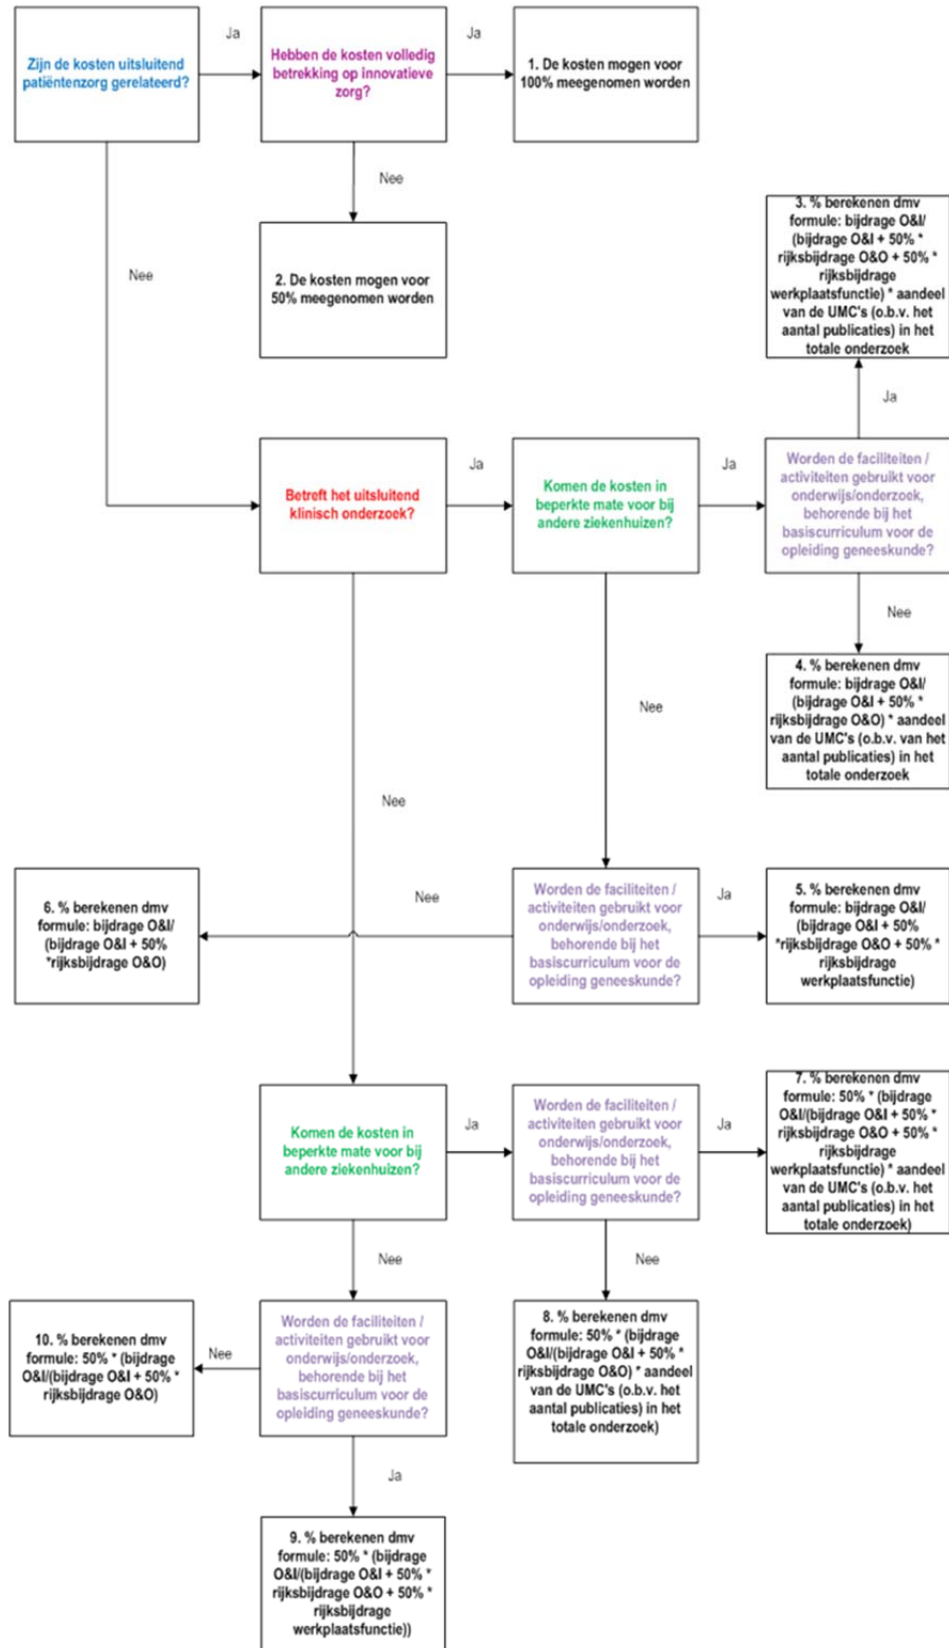 Ja
Ja
Zijn de kosten uitsluitend
patiëntenzorg gerelateerd?
Hebben de kosten volledig
betrekking op innovatieve
zorg?
1. De kosten mogen voor
100% meegenomen worden
Nee
Nee
2. De kosten mogen voor
50% meegenomen worden
3. % berekenen dmv
formule: bijdrage O&I/
(bijdrage O&I + 50% *
rijksbijdrage O&O + 50% *
rijksbijdrage
werkplaatsfunctie) * aandeel
van de UMC's (o.b.v. het
aantal publicaties) in het
totale onderzoek
Ja
Betreft het uitsluitend
klinisch onderzoek?
Ja
Komen de kosten in
beperkte mate voor bij
andere ziekenhuizen?
Ja
Worden de faciliteiten /
activiteiten gebruikt voor
onderwijs/onderzoek,
behorende bij het
basiscurriculum voor de
opleiding geneeskunde?
Nee
4. % berekenen dmv
formule: bijdrage O&I/
(bijdrage O&I + 50% *
rijksbijdrage O&O) * aandeel
van de UMC's (o.b.v. van het
aantal publicaties) in het
totale onderzoek
Nee
Nee
6. % berekenen dmv
formule: bijdrage O&I/
(bijdrage O&I + 50%
*rijksbijdrage O&O)
Nee
Worden de faciliteiten /
activiteiten gebruikt voor
onderwijs/onderzoek,
behorende bij het
basiscurriculum voor de
opleiding geneeskunde?
Ja
5. % berekenen dmv
formule: bijdrage O&I/
(bijdrage O&I + 50%
*rijksbijdrage O&O + 50% *
rijksbijdrage
werkplaatsfunctie)
Komen de kosten in
beperkte mate voor bij
andere ziekenhuizen?
Ja
Worden de faciliteiten /
activiteiten gebruikt voor
onderwijs/onderzoek,
behorende bij het
basiscurriculum voor de
opleiding geneeskunde?
Ja
7. % berekenen dmv
formule: 50% * (bijdrage
O&I/(bijdrage O&I + 50% *
rijksbijdrage O&O + 50% *
rijksbijdrage
werkplaatsfunctie) * aandeel
van de UMC's (o.b.v. het
aantal publicaties) in het
totale onderzoek)
Nee
Nee
10. % berekenen dmv
formule: 50% * (bijdrage
O&I/(bijdrage O&I + 50% *
rijksbijdrage O&O)
Nee
Worden de faciliteiten /
activiteiten gebruikt voor
onderwijs/onderzoek,
behorende bij het
basiscurriculum voor de
opleiding geneeskunde?
8. % berekenen dmv
formule: 50% * (bijdrage
O&I/(bijdrage O&I + 50% *
rijksbijdrage O&O) * aandeel
van de UMC's (o.b.v. het
aantal publicaties) in het
totale onderzoek)
Ja
9. % berekenen dmv
formule: 50% * (bijdrage
O&I/(bijdrage O&I + 50% *
rijksbijdrage O&O + 50% *
rijksbijdrage
werkplaatsfunctie))